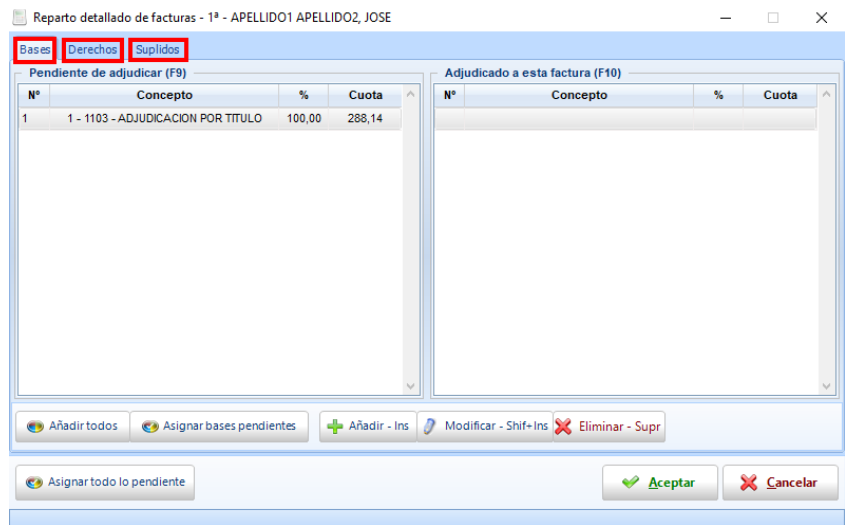 Reparto detallado de facturas - 1ª - APELLIDO1 APELLIDO2, JOSE
Bases Derechos Suplidos
Pendiente de adjudicar (F9) Adjudicado a esta factura (F10)
Nº Concepto % Cuota Nº Concepto % Cuota
1 1 - 1103 - ADJUDICACION POR TITULO 100,00 288,14
Añadir todos Asignar bases pendientes Añadir - Ins Modificar - Shif+Ins Eliminar - Supr
Asignar todo lo pendiente Aceptar Cancelar